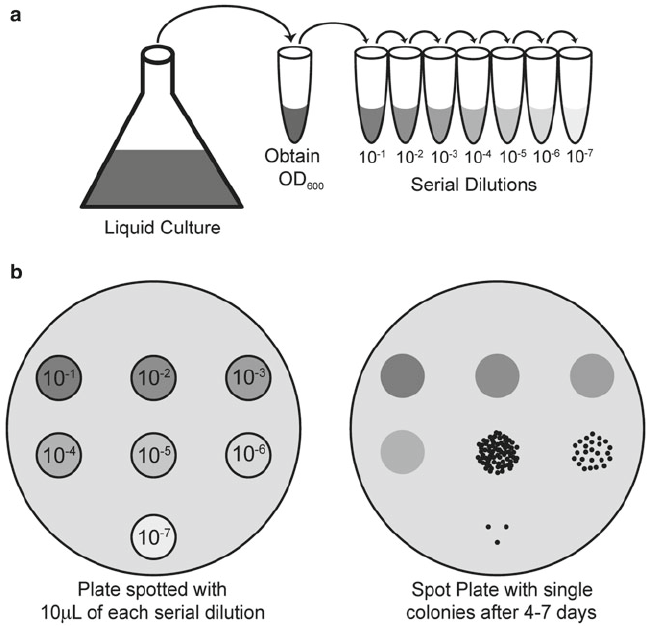 a
Obtain
OD₆₀₀
10⁻¹ 10⁻² 10⁻³ 10⁻⁴ 10⁻⁵ 10⁻⁶ 10⁻⁷
Serial Dilutions
Liquid Culture
b
10⁻¹ 10⁻² 10⁻³
10⁻⁴ 10⁻⁵ 10⁻⁶
10⁻⁷
Plate spotted with
10μL of each serial dilution
Spot Plate with single
colonies after 4-7 days